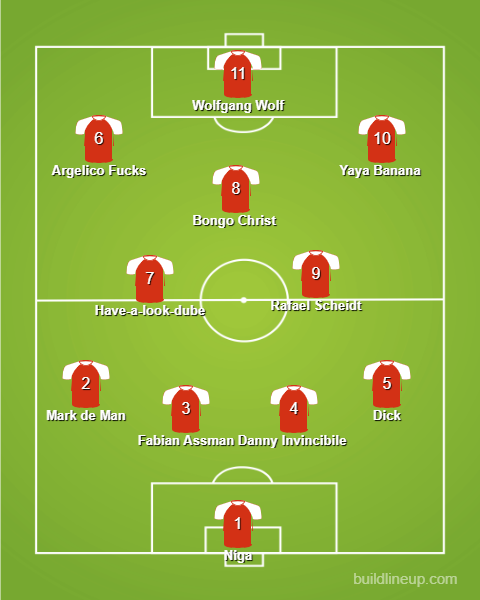 11
Wolfgang Wolf
6
10
Argelico Fucks
Yaya Banana
8
Bongo Christ
7
9
Have-a-look-dube
Rafael Scheidt
2
5
Mark de Man
Dick
3
4
Fabian Assman
Danny Invincibile
1
Niga
buildlineup.com